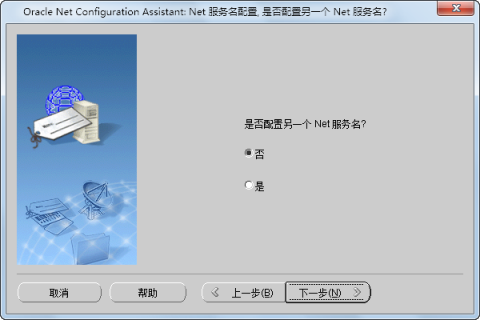 Oracle Net Configuration Assistant: Net 服务名配置, 是否配置另一个 Net 服务名?
是否配置另一个 Net 服务名?
否
是
取消
帮助
上一步(B)
下一步(N)